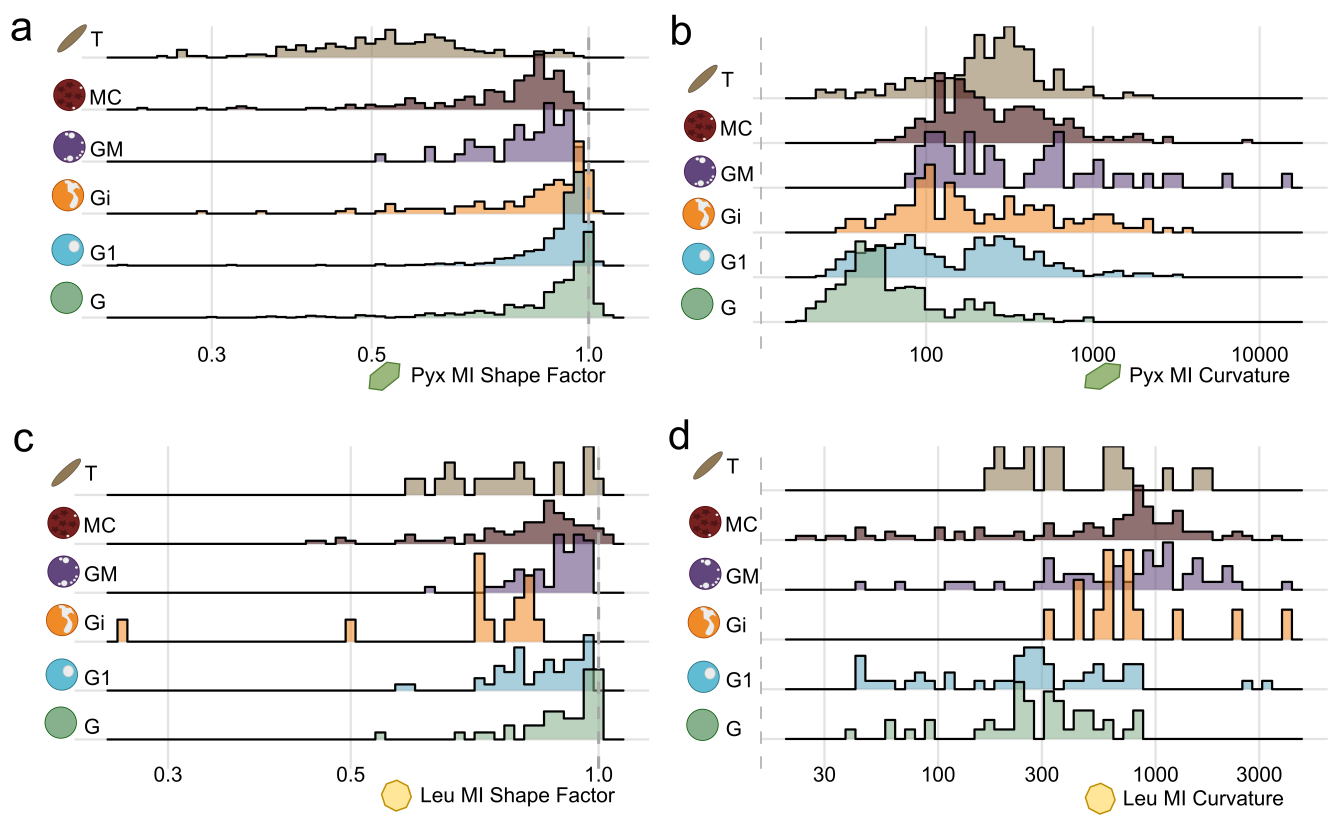 a
T
MC
GM
Gi
G1
G
0.3 0.5 1.0
Pyx MI Shape Factor
b
T
MC
GM
Gi
G1
G
100 1000 10000
Pyx MI Curvature
c
T
MC
GM
Gi
G1
G
0.3 0.5 1.0
Leu MI Shape Factor
d
T
MC
GM
Gi
G1
G
30 100 300 1000 3000
Leu MI Curvature